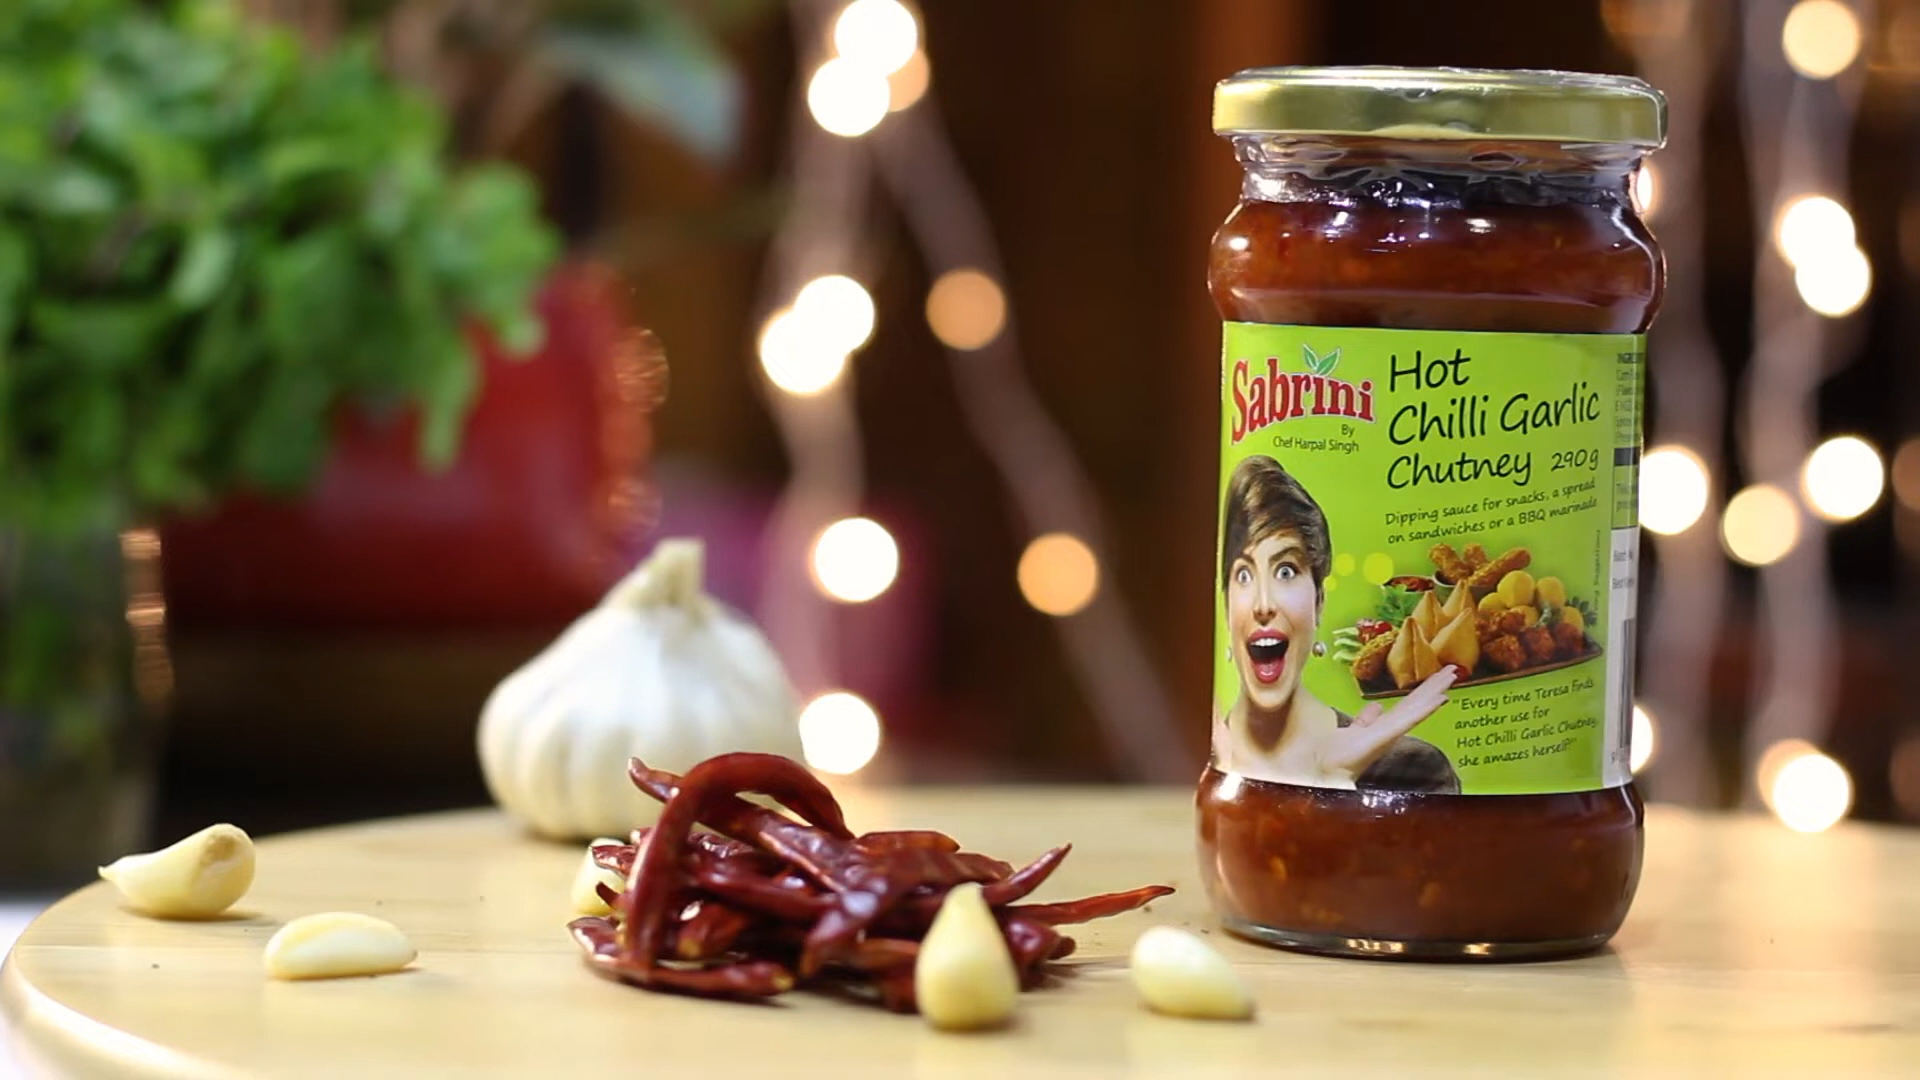 Sabrini
By
Chef Harpal Singh
Hot
Chilli Garlic
Chutney 290g
Dipping sauce for snacks, a spread
on sandwiches or a BBQ marinade
"Every time Teresa finds
another use for
Hot Chilli Garlic Chutney,
she amazes herself!"